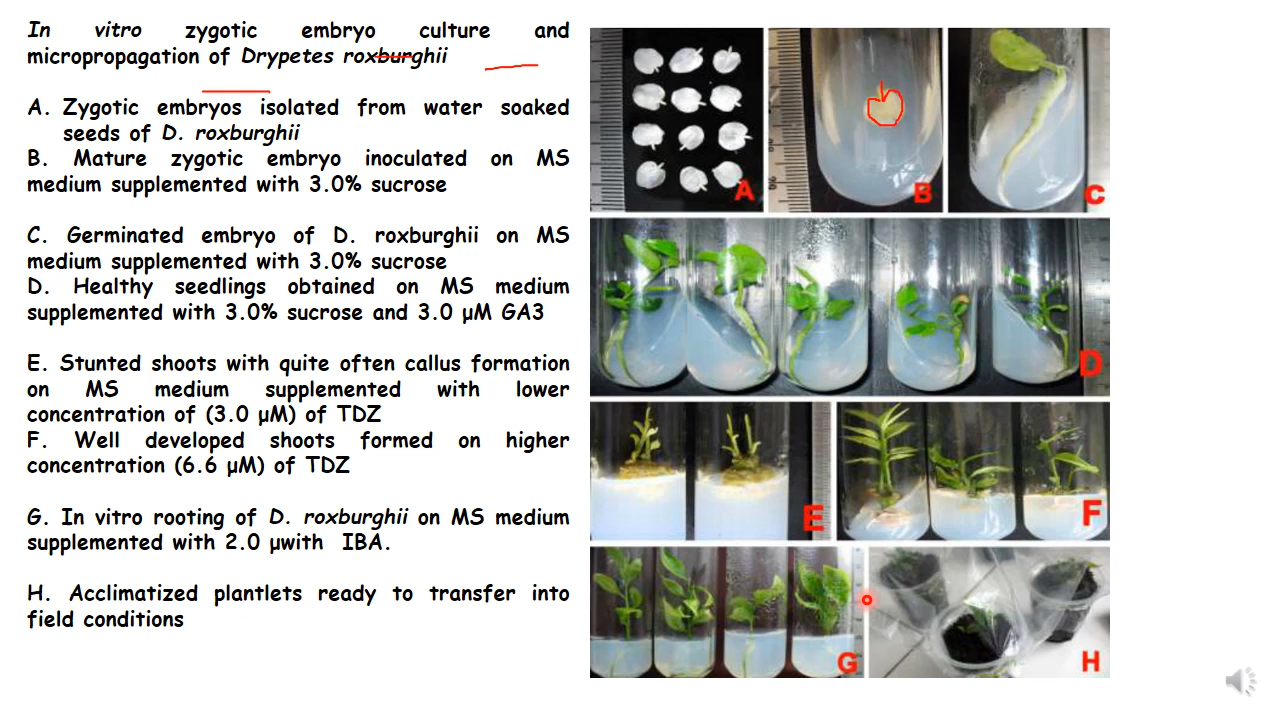 In vitro zygotic embryo culture and
micropropagation of Drypetes roxburghii
A. Zygotic embryos isolated from water soaked
seeds of D. roxburghii
B. Mature zygotic embryo inoculated on MS
medium supplemented with 3.0% sucrose
C. Germinated embryo of D. roxburghii on MS
medium supplemented with 3.0% sucrose
D. Healthy seedlings obtained on MS medium
supplemented with 3.0% sucrose and 3.0 µM GA3
E. Stunted shoots with quite often callus formation
on MS medium supplemented with lower
concentration of (3.0 µM) of TDZ
F. Well developed shoots formed on higher
concentration (6.6 µM) of TDZ
G. In vitro rooting of D. roxburghii on MS medium
supplemented with 2.0 µwith IBA.
H. Acclimatized plantlets ready to transfer into
field conditions
A
B
C
D
E
F
G
H